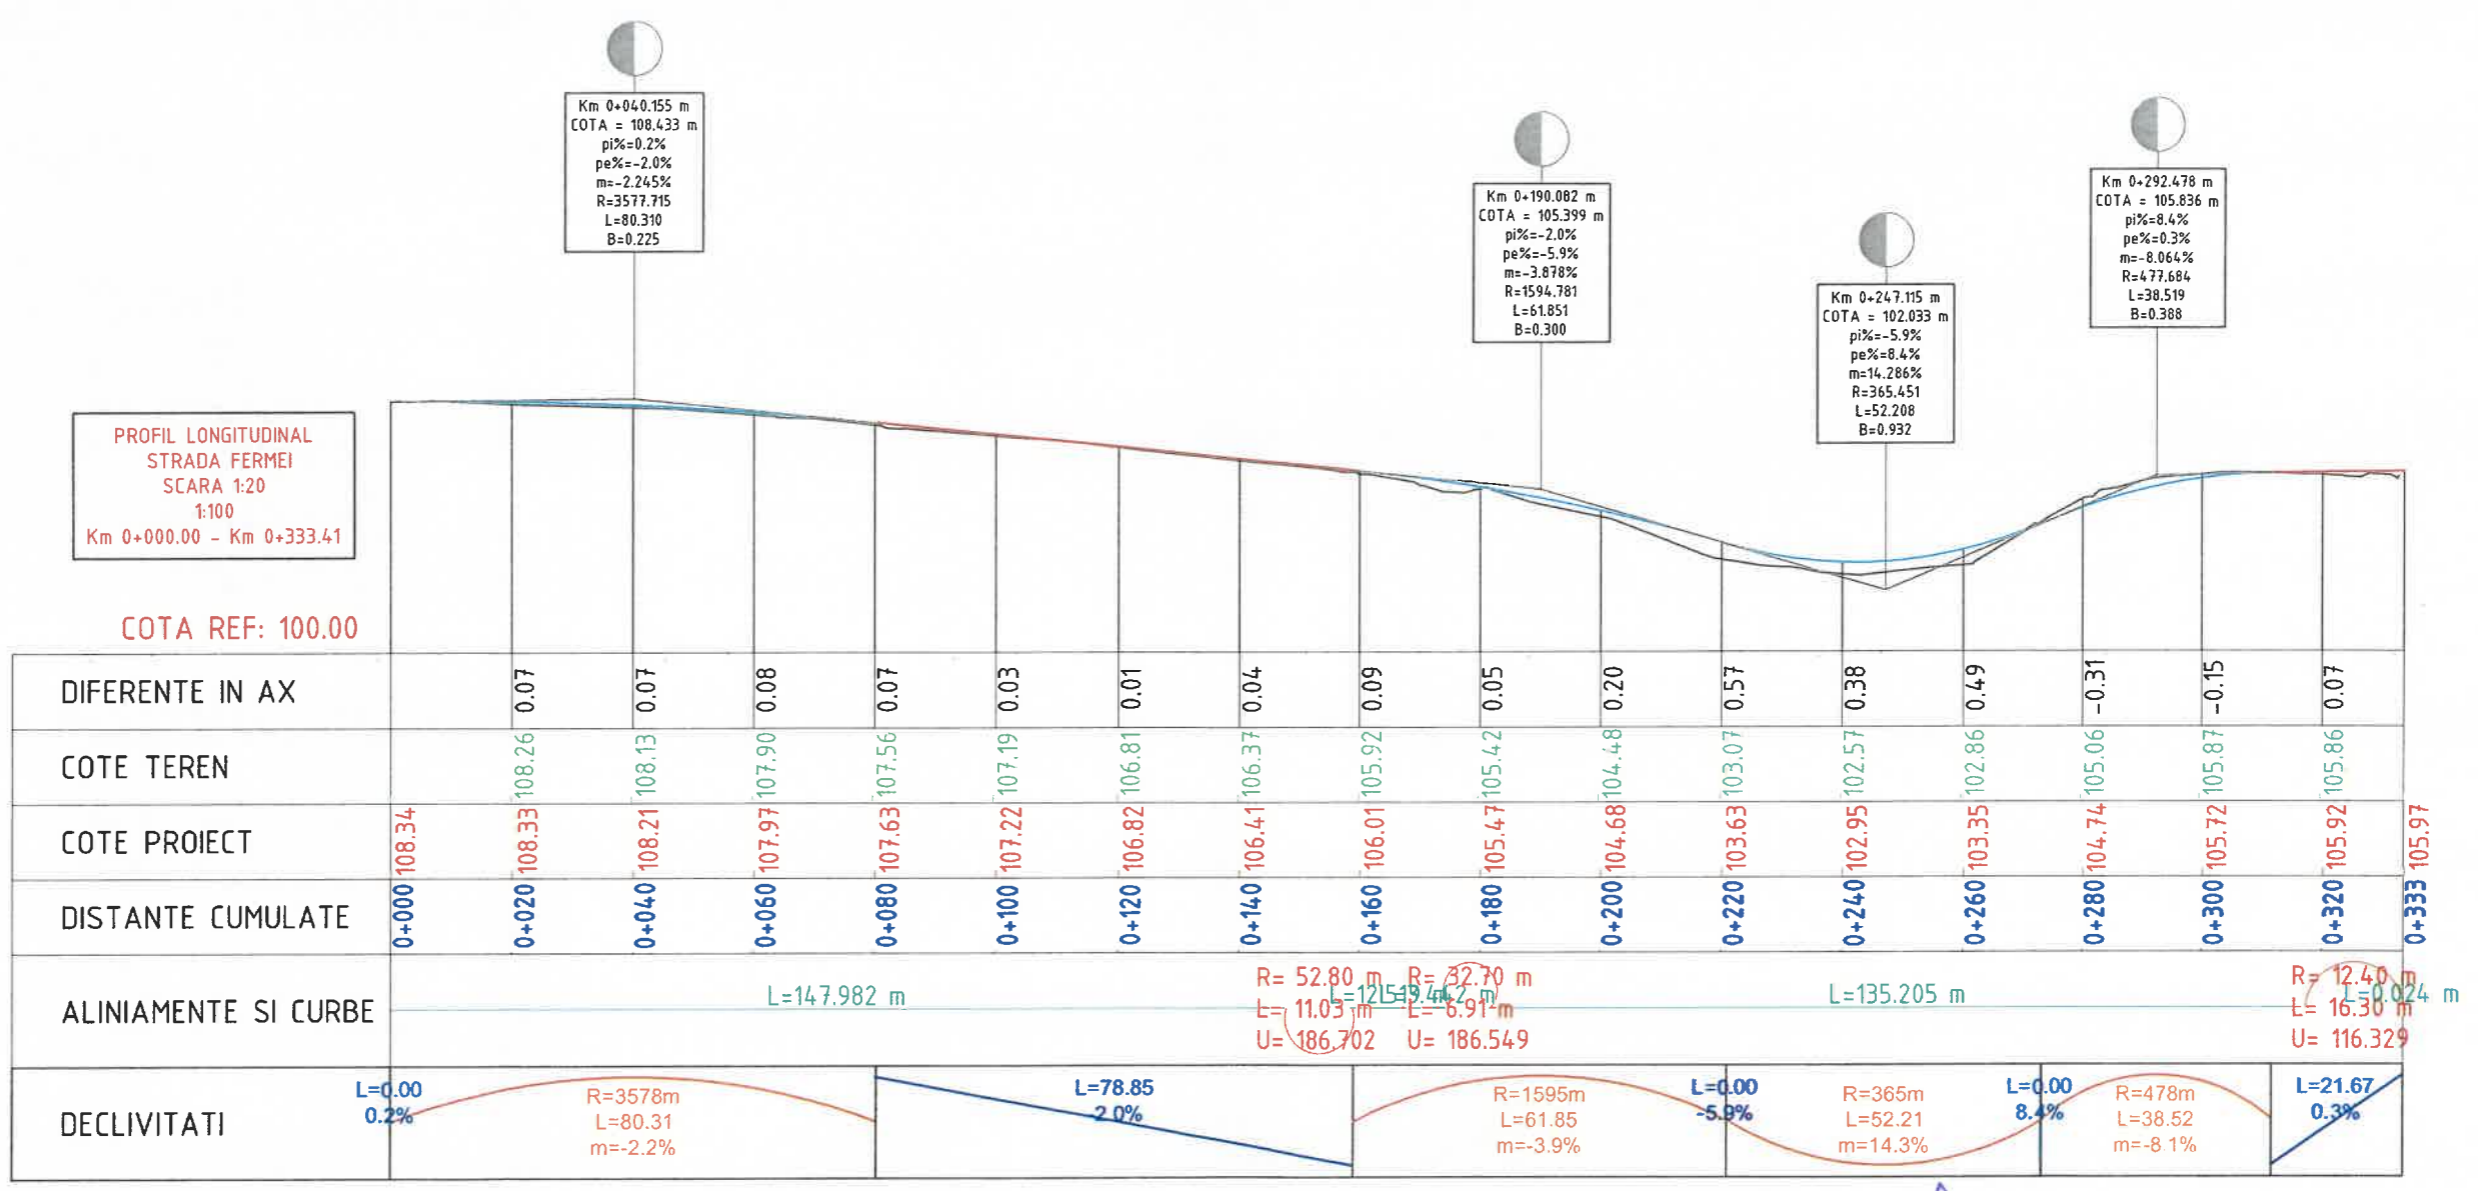 Km 0+040.155 m
COTA = 108.433 m
pi%=0.2%
pe%=-2.0%
m=-2.245%
R=3577.715
L=80.310
B=0.225
Km 0+190.082 m
COTA = 105.399 m
pi%=-2.0%
pe%=-5.9%
m=-3.878%
R=1594.781
L=61.851
B=0.300
Km 0+247.115 m
COTA = 102.033 m
pi%=-5.9%
pe%=8.4%
m=14.286%
R=365.451
L=52.208
B=0.932
Km 0+292.478 m
COTA = 105.836 m
pi%=8.4%
pe%=0.3%
m=-8.064%
R=477.684
L=38.519
B=0.388
PROFIL LONGITUDINAL
STRADA FERMEI
SCARA 1:20
1:100
Km 0+000.00 - Km 0+333.41
COTA REF: 100.00
DIFERENTE IN AX 0.07 0.07 0.08 0.07 0.03 0.01 0.04 0.09 0.05 0.20 0.57 0.38 0.49 -0.31 -0.15 0.07
COTE TEREN 108.26 108.13 107.90 107.56 107.19 106.81 106.37 105.92 105.42 104.48 103.07 102.57 102.86 105.06 105.87 105.86
COTE PROIECT 108.34 108.33 108.21 107.97 107.63 107.22 106.82 106.41 106.01 105.47 104.68 103.63 102.95 103.35 104.74 105.72 105.92 105.97
DISTANTE CUMULATE 0+000 0+020 0+040 0+060 0+080 0+100 0+120 0+140 0+160 0+180 0+200 0+220 0+240 0+260 0+280 0+300 0+320 0+333
ALINIAMENTE SI CURBE
L=147.982 m
R= 52.80 m
L= 11.03 m
U= 186.702
R= 32.70 m
L= 6.91 m
U= 186.549
L=135.205 m
R= 12.40 m
L= 16.30 m
U= 116.329
L=0.024 m
DECLIVITATI
L=0.00
0.2%
R=3578m
L=80.31
m=-2.2%
L=78.85
-2.0%
R=1595m
L=61.85
m=-3.9%
L=0.00
-5.9%
R=365m
L=52.21
m=14.3%
L=0.00
8.4%
R=478m
L=38.52
m=-8.1%
L=21.67
0.3%